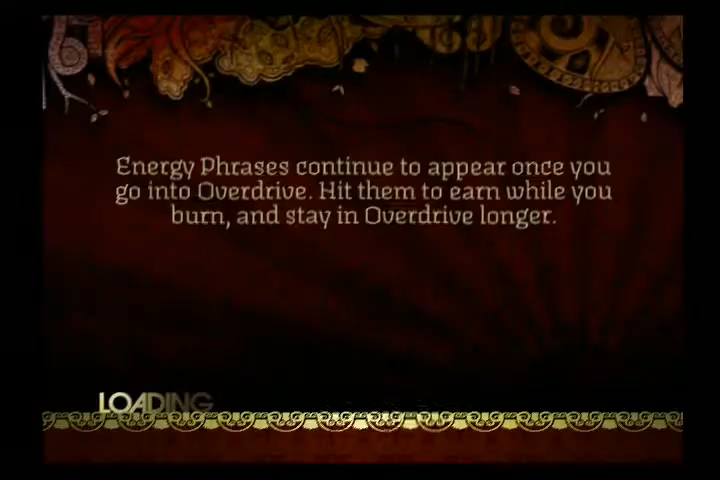 Energy Phrases continue to appear once you
go into Overdrive. Hit them to earn while you
burn, and stay in Overdrive longer.
LOADING